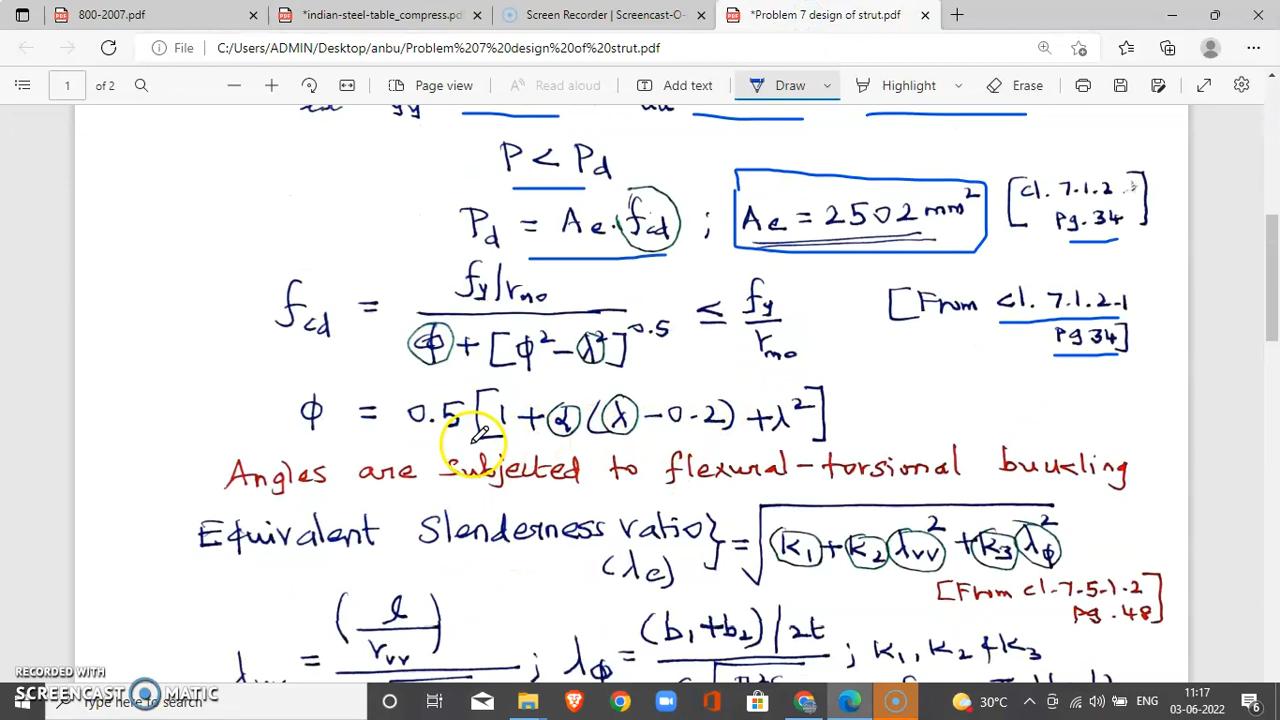 800-2007.pdf
*indian-steel-table_compress.pdf
Screen Recorder | Screencast-O-
*Problem 7 design of strut.pdf
File C:/Users/ADMIN/Desktop/anbu/Problem%207%20design%20of%20strut.pdf
1 of 2
Page view
Read aloud
Add text
Draw
Highlight
Erase
P < Pd
Pd = Ae.fcd ; Ae = 2502 mm² [cl. 7.1.2
Pg. 34
fcd = fy/rmo / ϕ + [ϕ² - λ²]^0.5 ≤ fy / rmo [From cl. 7.1.2-1
Pg 34]
ϕ = 0.5 [1 + α (λ - 0.2) + λ²]
Angles are subjected to flexural-torsional buckling
Equivalent Slenderness ratio} = √K1 + K2 λvv² + K3 λϕ²
(λe)
[From cl-7-5-1.2
Pg. 48]
(l / rvv) = ; λϕ = (b1+b2)/2t ; K1, K2 & K3
RECORDED WITH
SCREENCAST MATIC
Type here to search
30°C
ENG
11:17
03-06-2022
6